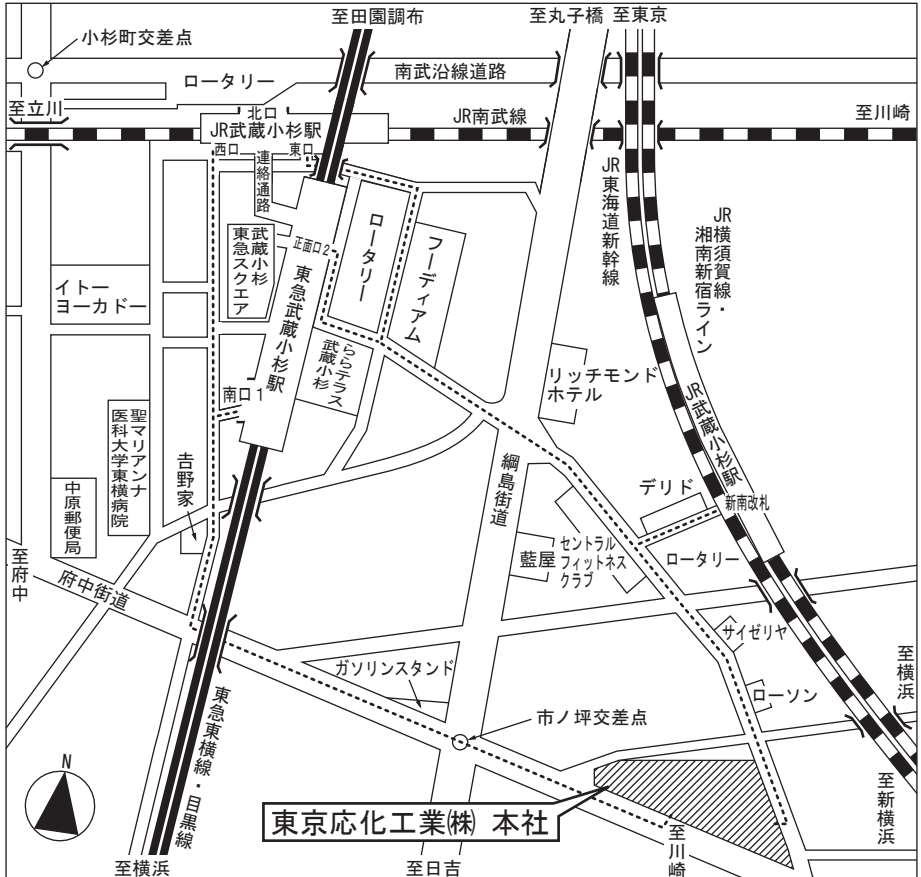 至田園調布
至丸子橋
至東京
小杉町交差点
ロータリー
南武沿線道路
至立川
北口
JR武蔵小杉駅
西口
東口
JR南武線
至川崎
連絡通路
正面口2
武蔵小杉
東急スクエア
ロータリー
フーディアム
東急武蔵小杉駅
ららテラス
武蔵小杉
JR東海道新幹線
JR横須賀線・
湘南新宿ライン
イトー
ヨーカドー
リッチモンド
ホテル
JR武蔵小杉駅
南口1
聖マリアンナ
医科大学東横病院
𠮷野家
中原郵便局
綱島街道
デリド
新南改札
藍屋
セントラル
フィットネス
クラブ
ロータリー
至府中
府中街道
サイゼリヤ
ガソリンスタンド
ローソン
至横浜
市ノ坪交差点
東急東横線・目黒線
N
東京応化工業㈱ 本社
至川崎
至新横浜
至横浜
至日吉